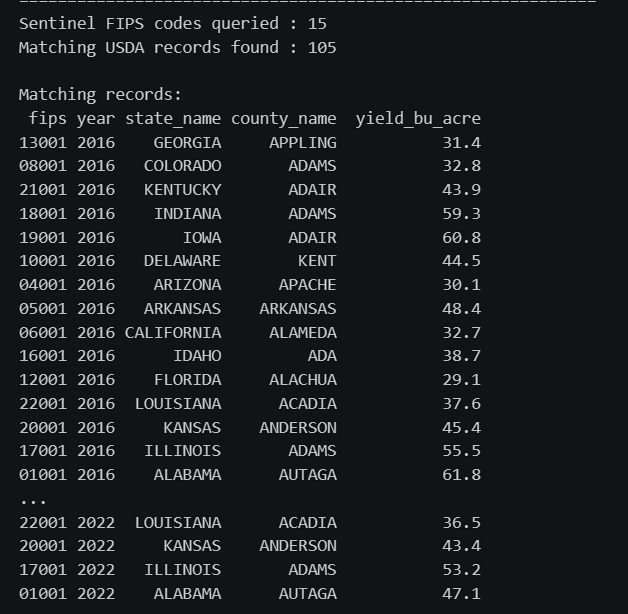 ============================================================
Sentinel FIPS codes queried : 15
Matching USDA records found : 105
Matching records:
fips year state_name county_name yield_bu_acre
13001 2016 GEORGIA APPLING 31.4
08001 2016 COLORADO ADAMS 32.8
21001 2016 KENTUCKY ADAIR 43.9
18001 2016 INDIANA ADAMS 59.3
19001 2016 IOWA ADAIR 60.8
10001 2016 DELAWARE KENT 44.5
04001 2016 ARIZONA APACHE 30.1
05001 2016 ARKANSAS ARKANSAS 48.4
06001 2016 CALIFORNIA ALAMEDA 32.7
16001 2016 IDAHO ADA 38.7
12001 2016 FLORIDA ALACHUA 29.1
22001 2016 LOUISIANA ACADIA 37.6
20001 2016 KANSAS ANDERSON 45.4
17001 2016 ILLINOIS ADAMS 55.5
01001 2016 ALABAMA AUTAGA 61.8
...
22001 2022 LOUISIANA ACADIA 36.5
20001 2022 KANSAS ANDERSON 43.4
17001 2022 ILLINOIS ADAMS 53.2
01001 2022 ALABAMA AUTAGA 47.1